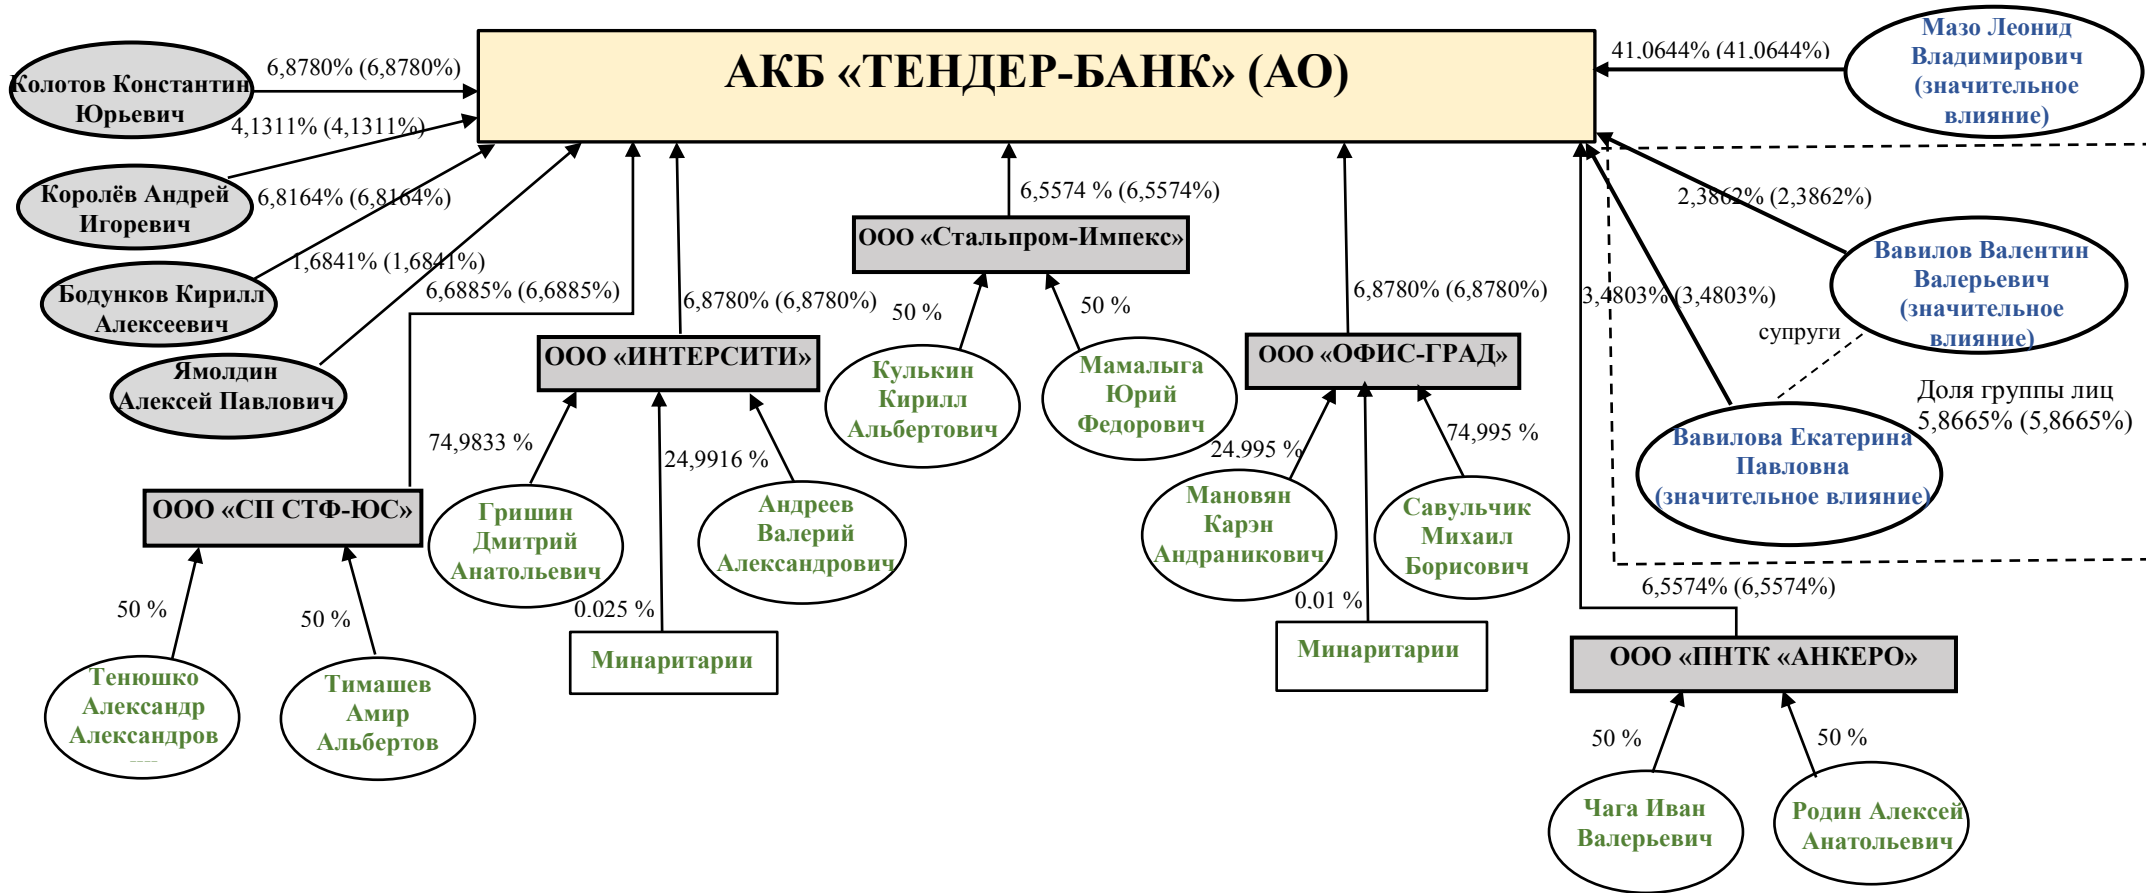 АКБ «ТЕНДЕР-БАНК» (АО)
Мазо Леонид
Владимирович
(значительное
влияние)
41,0644% (41,0644%)
Колотов Константин
Юрьевич
6,8780% (6,8780%)
4,1311% (4,1311%)
Королёв Андрей
Игоревич
6,8164% (6,8164%)
Бодунков Кирилл
Алексеевич
1,6841% (1,6841%)
Ямолдин
Алексей Павлович
6,6885% (6,6885%)
6,8780% (6,8780%)
6,5574 % (6,5574%)
6,8780% (6,8780%)
2,3862% (2,3862%)
3,4803% (3,4803%)
Вавилов Валентин
Валерьевич
(значительное
влияние)
супруги
Доля группы лиц
5,8665% (5,8665%)
Вавилова Екатерина
Павловна
(значительное влияние)
ООО «Стальпром-Импекс»
50 %
50 %
Кулькин
Кирилл
Альбертович
Мамалыга
Юрий
Федорович
ООО «ИНТЕРСИТИ»
74,9833 %
24,9916 %
Гришин
Дмитрий
Анатольевич
Андреев
Валерий
Александрович
0,025 %
Минаритарии
ООО «ОФИС-ГРАД»
24,995 %
74,995 %
Мановян
Карэн
Андраникович
Савульчик
Михаил
Борисович
0,01 %
Минаритарии
ООО «СП СТФ-ЮС»
50 %
50 %
Тенюшко
Александр
Александров
Тимашев
Амир
Альбертов
6,5574% (6,5574%)
ООО «ПНТК «АНКЕРО»
50 %
50 %
Чага Иван
Валерьевич
Родин Алексей
Анатольевич